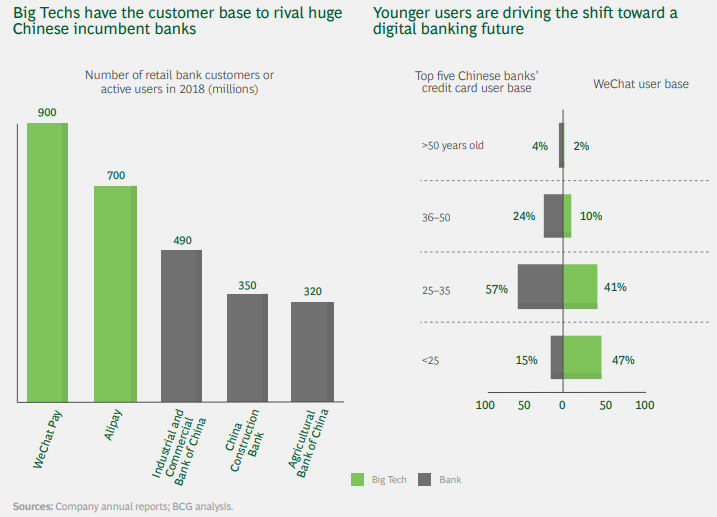 Big Techs have the customer base to rival huge
Chinese incumbent banks
Number of retail bank customers or
active users in 2018 (millions)
900
700
490
350
320
WeChat Pay
Alipay
Industrial and
Commercial
Bank of China
China
Construction
Bank
Agricultural
Bank of China
Younger users are driving the shift toward a
digital banking future
Top five Chinese banks’
credit card user base
WeChat user base
>50 years old
4%
2%
36–50
24%
10%
25–35
57%
41%
<25
15%
47%
100
50
0
50
100
Big Tech
Bank
Sources: Company annual reports; BCG analysis.